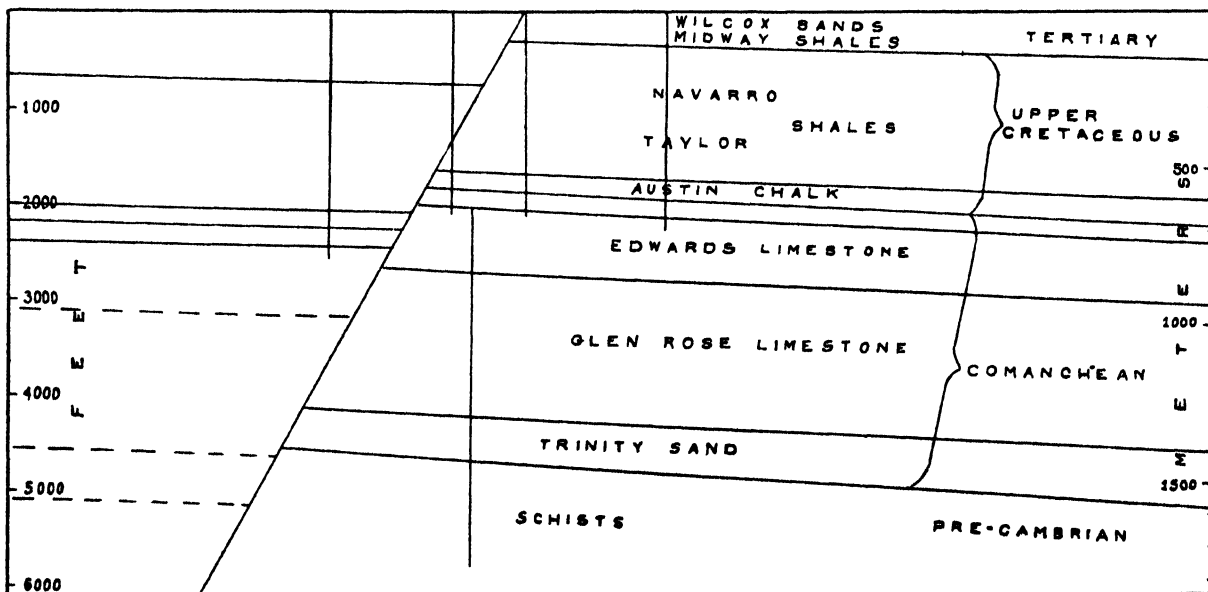 WILCOX SANDS
MIDWAY SHALES
TERTIARY
1000
NAVARRO
SHALES
TAYLOR
UPPER
CRETACEOUS
500
AUSTIN CHALK
2000
EDWARDS LIMESTONE
3000
1000
GLEN ROSE LIMESTONE
COMANCHEAN
4000
FEET
METRES
TRINITY SAND
5000
1500
SCHISTS
PRE-CAMBRIAN
6000